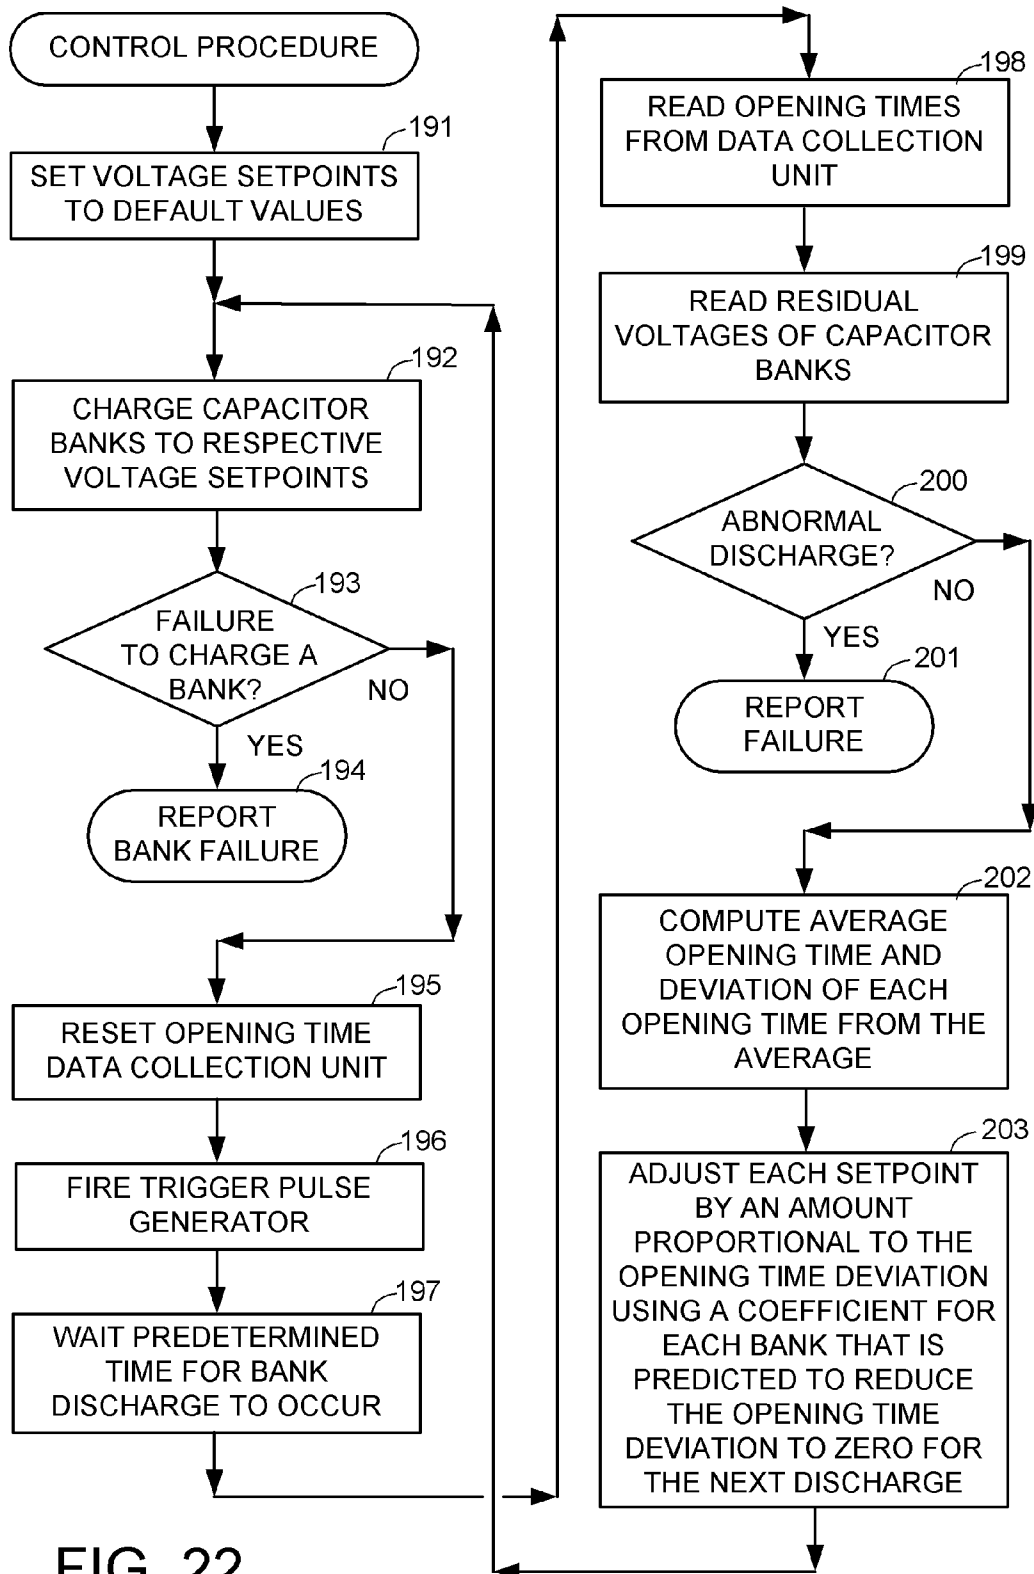 CONTROL PROCEDURE
191
SET VOLTAGE SETPOINTS
TO DEFAULT VALUES
192
CHARGE CAPACITOR
BANKS TO RESPECTIVE
VOLTAGE SETPOINTS
193
FAILURE
TO CHARGE A
BANK?
NO
YES
194
REPORT
BANK FAILURE
195
RESET OPENING TIME
DATA COLLECTION UNIT
196
FIRE TRIGGER PULSE
GENERATOR
197
WAIT PREDETERMINED
TIME FOR BANK
DISCHARGE TO OCCUR
198
READ OPENING TIMES
FROM DATA COLLECTION
UNIT
199
READ RESIDUAL
VOLTAGES OF CAPACITOR
BANKS
200
ABNORMAL
DISCHARGE?
NO
YES
201
REPORT
FAILURE
202
COMPUTE AVERAGE
OPENING TIME AND
DEVIATION OF EACH
OPENING TIME FROM THE
AVERAGE
203
ADJUST EACH SETPOINT
BY AN AMOUNT
PROPORTIONAL TO THE
OPENING TIME DEVIATION
USING A COEFFICIENT FOR
EACH BANK THAT IS
PREDICTED TO REDUCE
THE OPENING TIME
DEVIATION TO ZERO FOR
THE NEXT DISCHARGE
FIG. 22